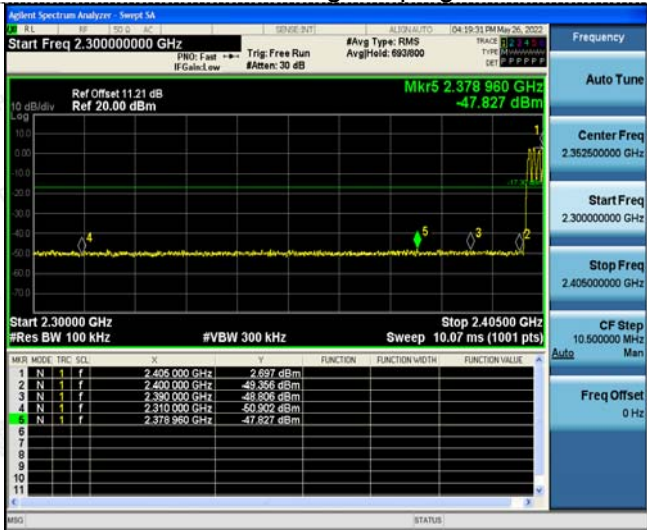 Agilent Spectrum Analyzer - Swept SA
RL RF 50 Ω AC SENSE:INT ALIGNAUTO 04:19:31 PM May 26, 2022
Start Freq 2.300000000 GHz
PNO: Fast
IFGain:Low
Trig: Free Run
#Atten: 30 dB
#Avg Type: RMS
Avg|Hold: 693/800
TRACE 1 2 3 4 5 6
TYPE
DET P P P P P P
Frequency
Ref Offset 11.21 dB
Ref 20.00 dBm
10 dB/div
Log
Mkr5 2.378 960 GHz
-47.827 dBm
10.0
0.00
-10.0
-20.0
-30.0
-40.0
-50.0
-60.0
-70.0
1
2
3
4
5
Start 2.30000 GHz
Stop 2.40500 GHz
#Res BW 100 kHz
#VBW 300 kHz
Sweep 10.07 ms (1001 pts)
MKR MODE TRC SCL X Y FUNCTION FUNCTION WIDTH FUNCTION VALUE
1 N 1 f 2.405 000 GHz 2.697 dBm
2 N 1 f 2.400 000 GHz -49.356 dBm
3 N 1 f 2.390 000 GHz -48.806 dBm
4 N 1 f 2.310 000 GHz -50.902 dBm
5 N 1 f 2.378 960 GHz -47.827 dBm
6
7
8
9
10
11
MSG
STATUS
Auto Tune
Center Freq
2.352500000 GHz
Start Freq
2.300000000 GHz
Stop Freq
2.405000000 GHz
CF Step
10.500000 MHz
Auto Man
Freq Offset
0 Hz